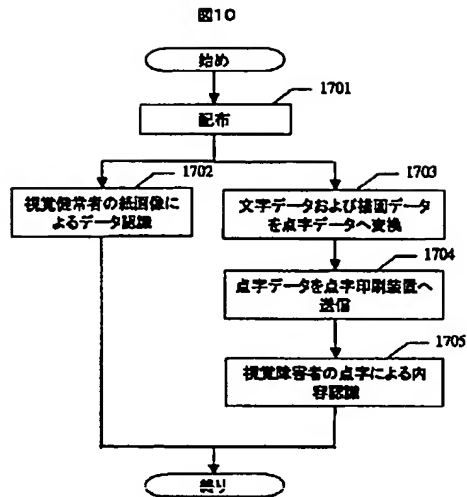 図10
始め
1701
配布
1702
視覚健常者の紙画像に
よるデータ認識
1703
文字データおよび描画データ
を点字データへ変換
1704
点字データを点字印刷装置へ
送信
1705
視覚障害者の点字による内
容認識
終り